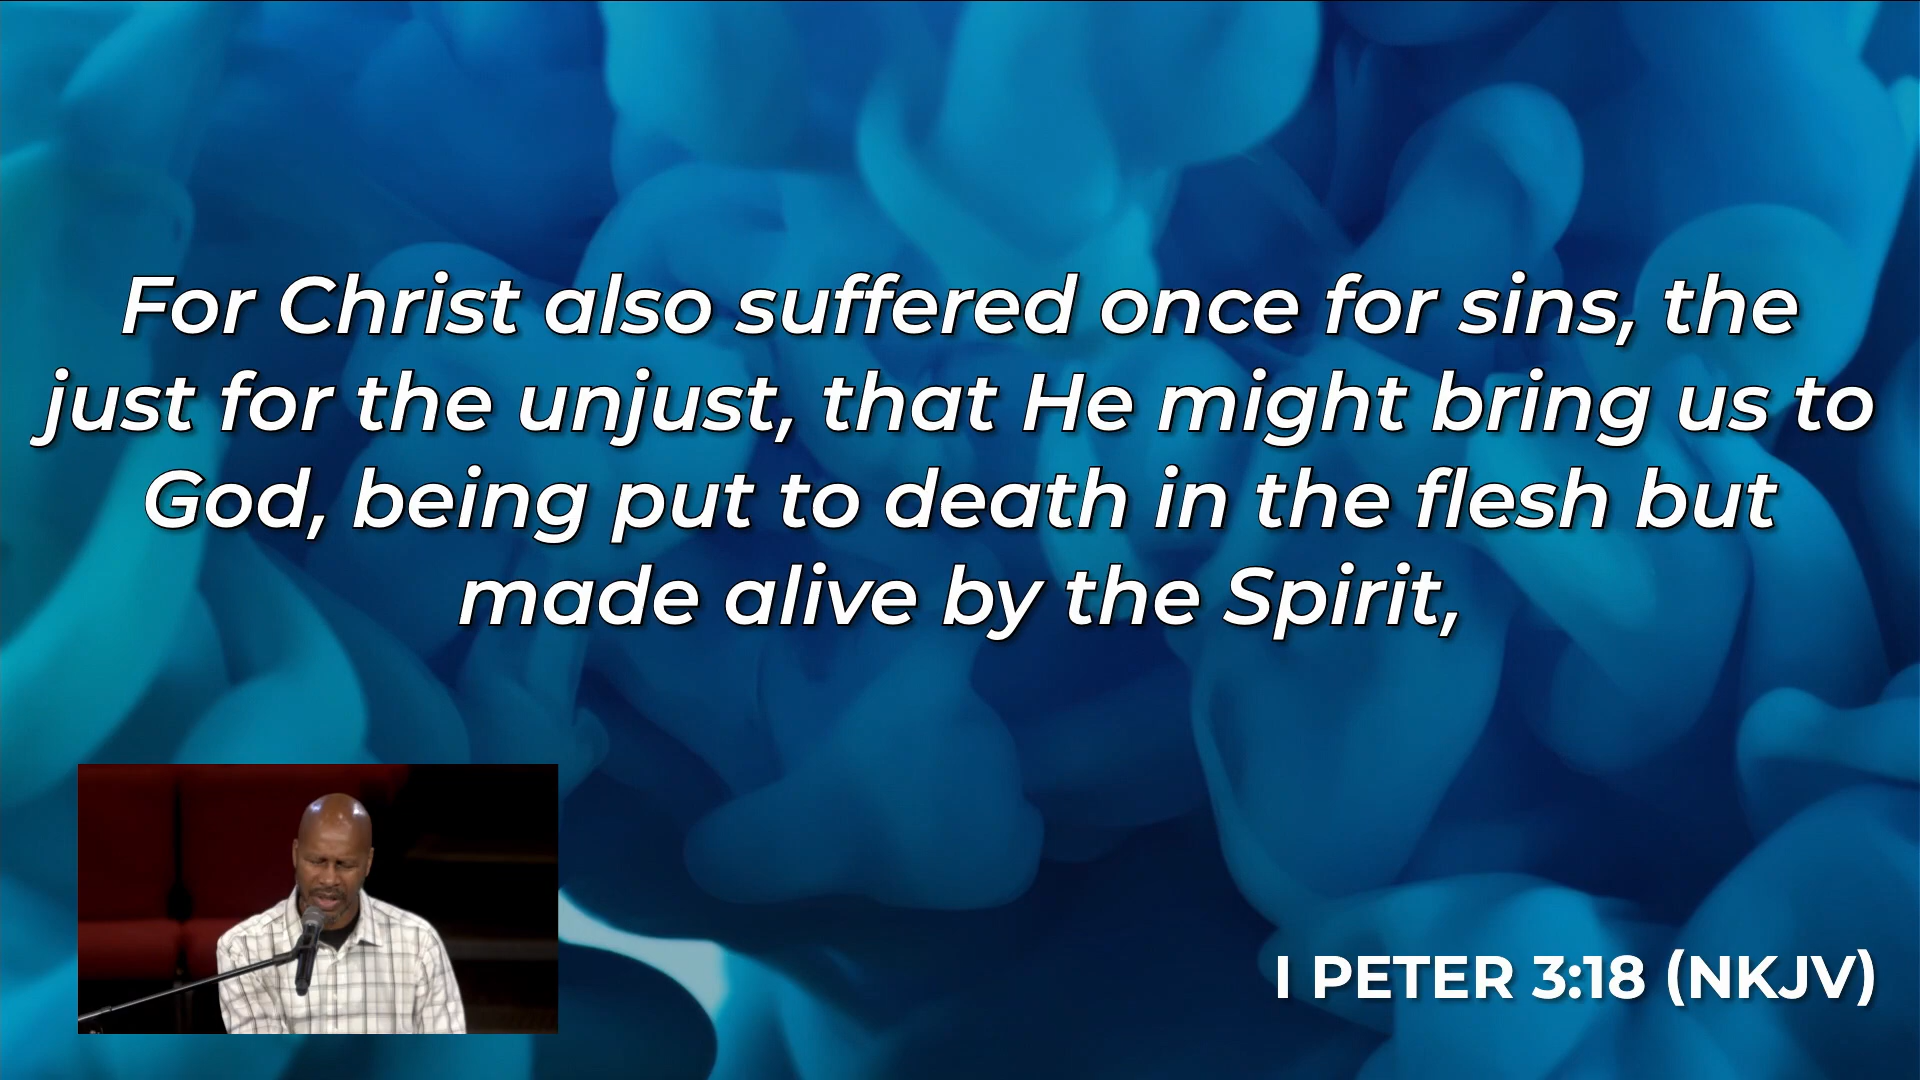 For Christ also suffered once for sins, the
just for the unjust, that He might bring us to
God, being put to death in the flesh but
made alive by the Spirit,
I PETER 3:18 (NKJV)